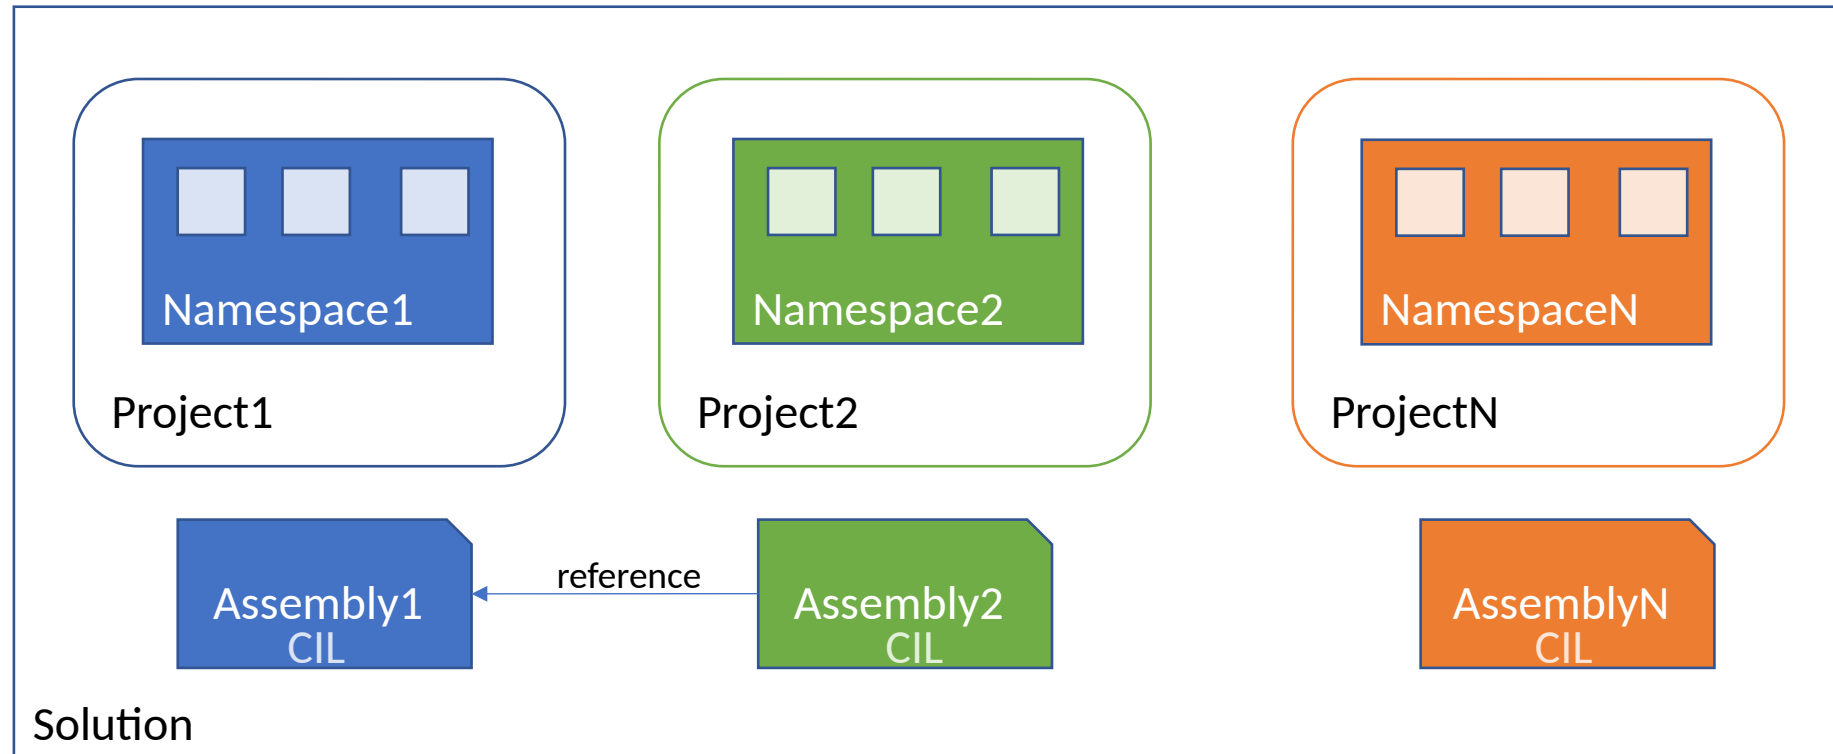 Namespace1
Namespace2
NamespaceN
Project1
Project2
ProjectN
Assembly1
CIL
reference
Assembly2
CIL
AssemblyN
CIL
Solution